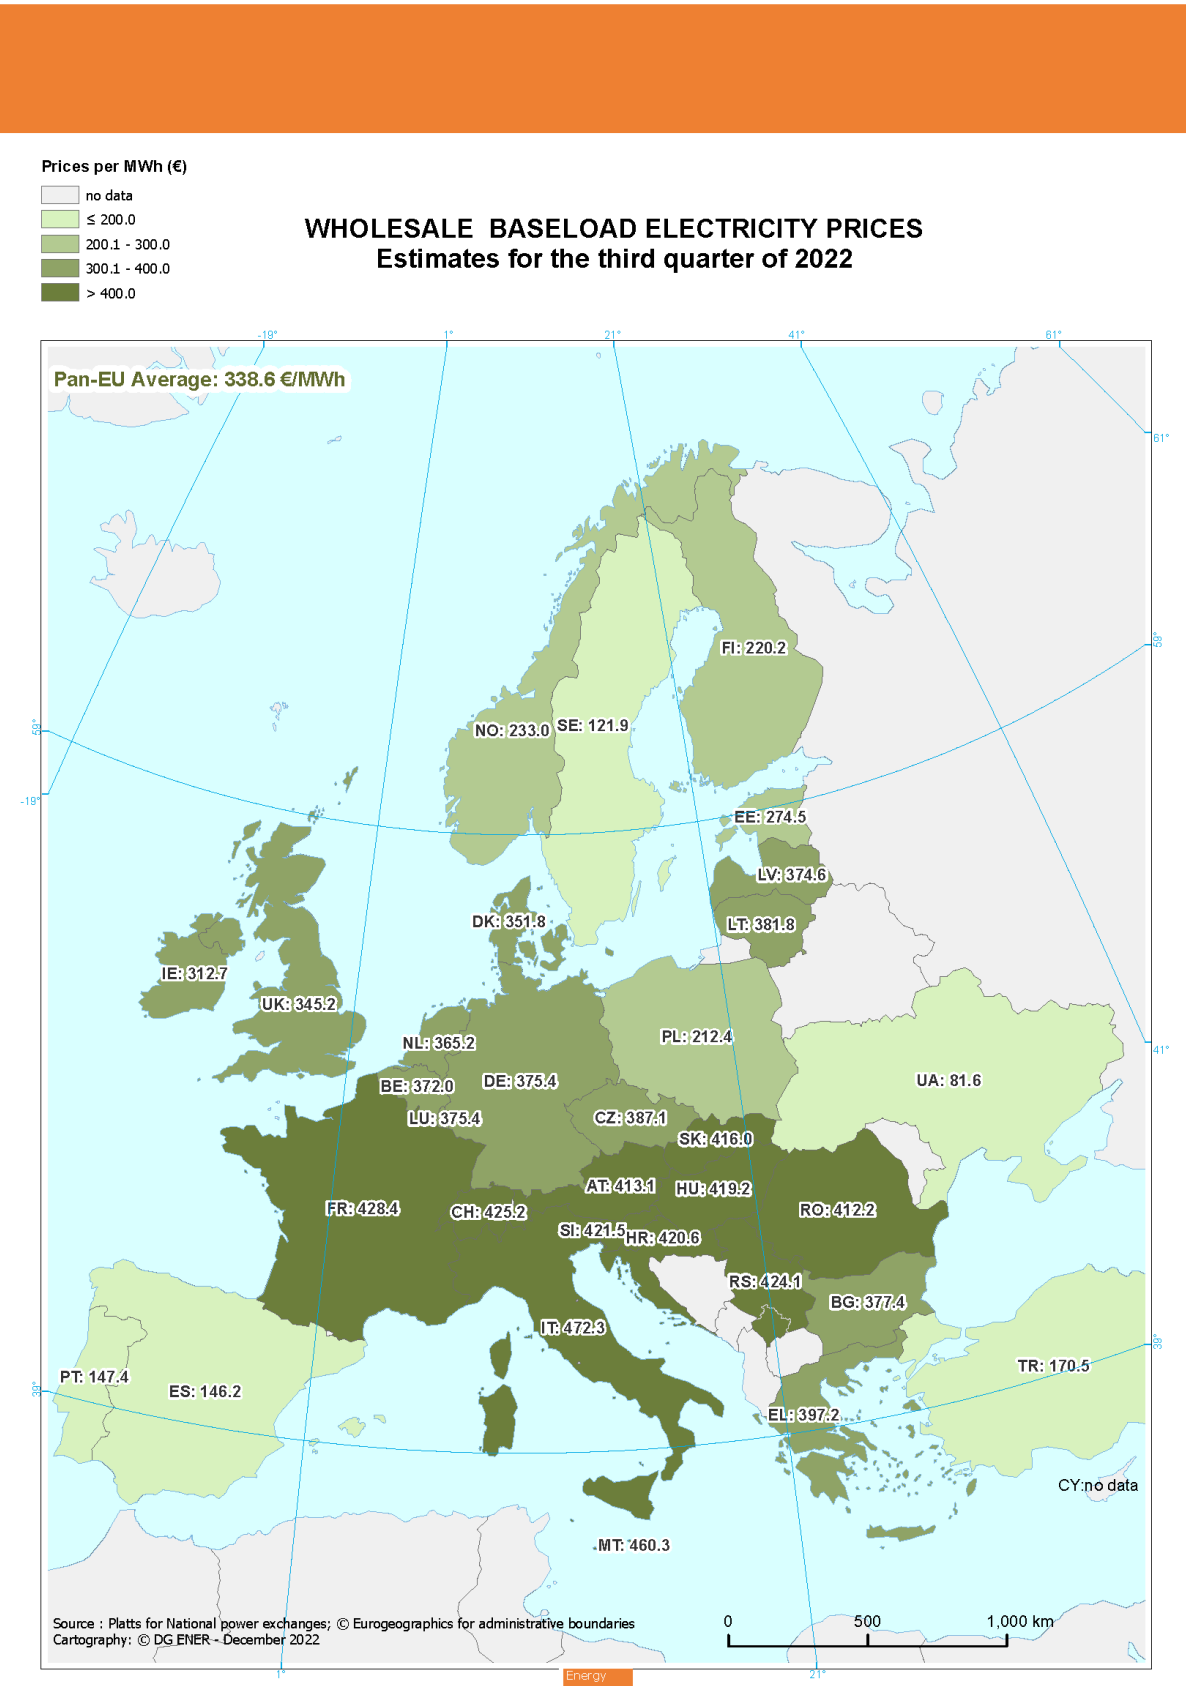 Prices per MWh (€)
no data
≤ 200.0
200.1 - 300.0
300.1 - 400.0
> 400.0
WHOLESALE BASELOAD ELECTRICITY PRICES
Estimates for the third quarter of 2022
-19°
1°
21°
41°
61°
Pan-EU Average: 338.6 €/MWh
61°
FI: 220.2
59°
NO: 233.0
SE: 121.9
59°
-19°
EE: 274.5
LV: 374.6
DK: 351.8
LT: 381.8
IE: 312.7
UK: 345.2
NL: 365.2
PL: 212.4
41°
BE: 372.0
DE: 375.4
UA: 81.6
LU: 375.4
CZ: 387.1
SK: 416.0
AT: 413.1
HU: 419.2
FR: 428.4
CH: 425.2
RO: 412.2
SI: 421.5
HR: 420.6
RS: 424.1
BG: 377.4
IT: 472.3
39°
PT: 147.4
ES: 146.2
TR: 170.5
39°
EL: 397.2
CY:no data
MT: 460.3
Source : Platts for National power exchanges; © Eurogeographics for administrative boundaries
Cartography: © DG ENER - December 2022
0
500
1,000 km
1°
21°
Energy